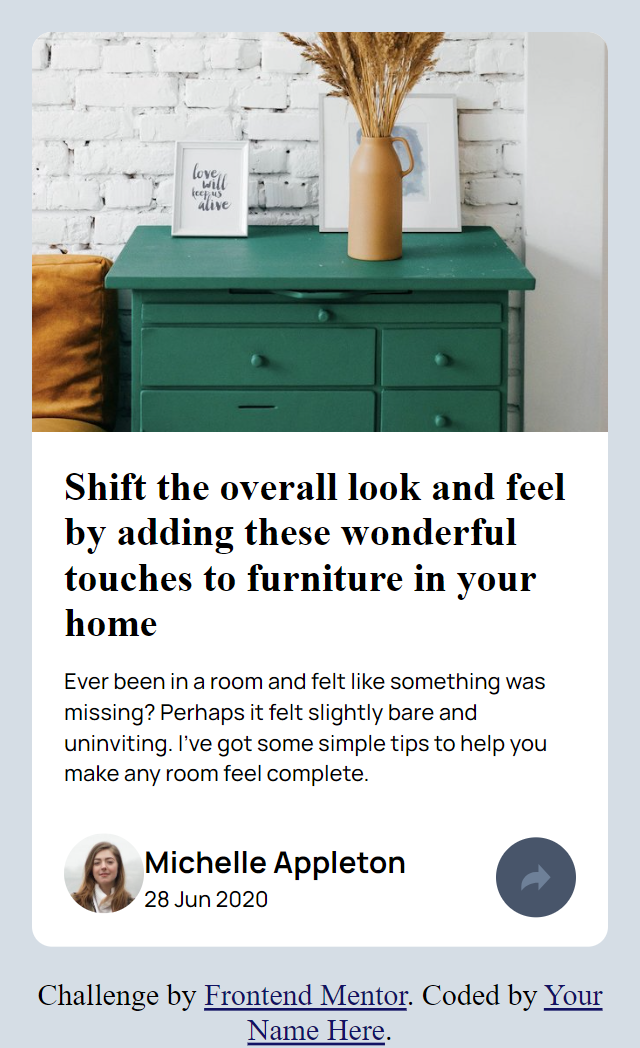 love
will
keep us
alive
Shift the overall look and feel
by adding these wonderful
touches to furniture in your
home
Ever been in a room and felt like something was
missing? Perhaps it felt slightly bare and
uninviting. I’ve got some simple tips to help you
make any room feel complete.
Michelle Appleton
28 Jun 2020
Challenge by Frontend Mentor. Coded by Your
Name Here.